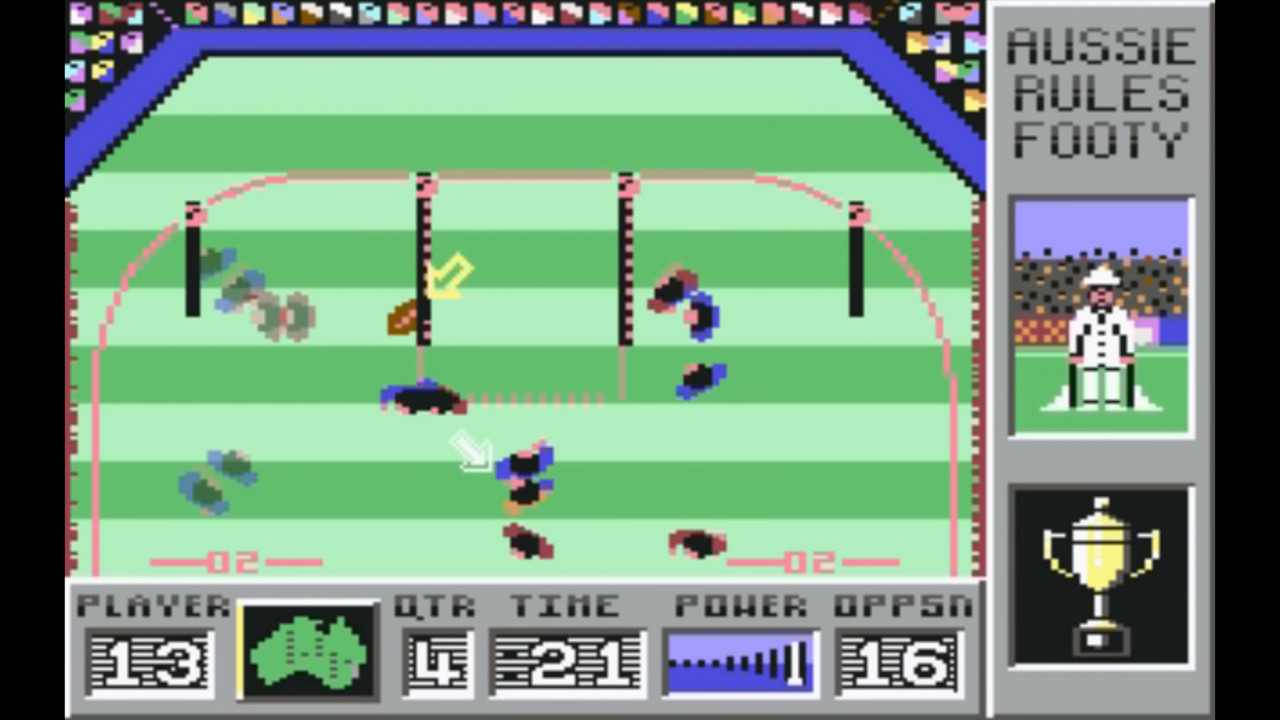 AUSSIE
RULES
FOOTY
02 02
PLAYER QTR TIME POWER OPPSN
13 4 :21 16